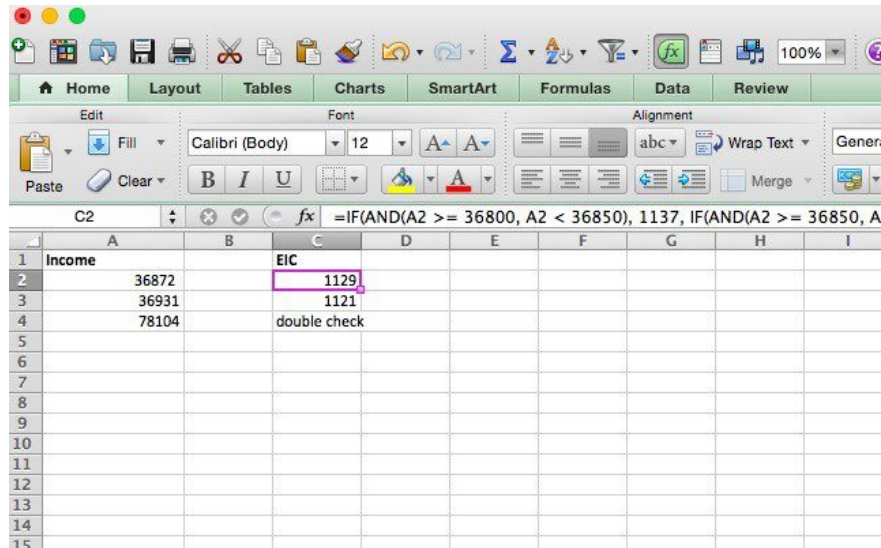 100%
Home Layout Tables Charts SmartArt Formulas Data Review
Edit Font Alignment
Fill Calibri (Body) 12 A A abc Wrap Text Gener
Paste Clear B I U A Merge
C2 fx =IF(AND(A2 >= 36800, A2 < 36850), 1137, IF(AND(A2 >= 36850, A
A B C D E F G H I
1 Income EIC
2 36872 1129
3 36931 1121
4 78104 double check
5
6
7
8
9
10
11
12
13
14
15